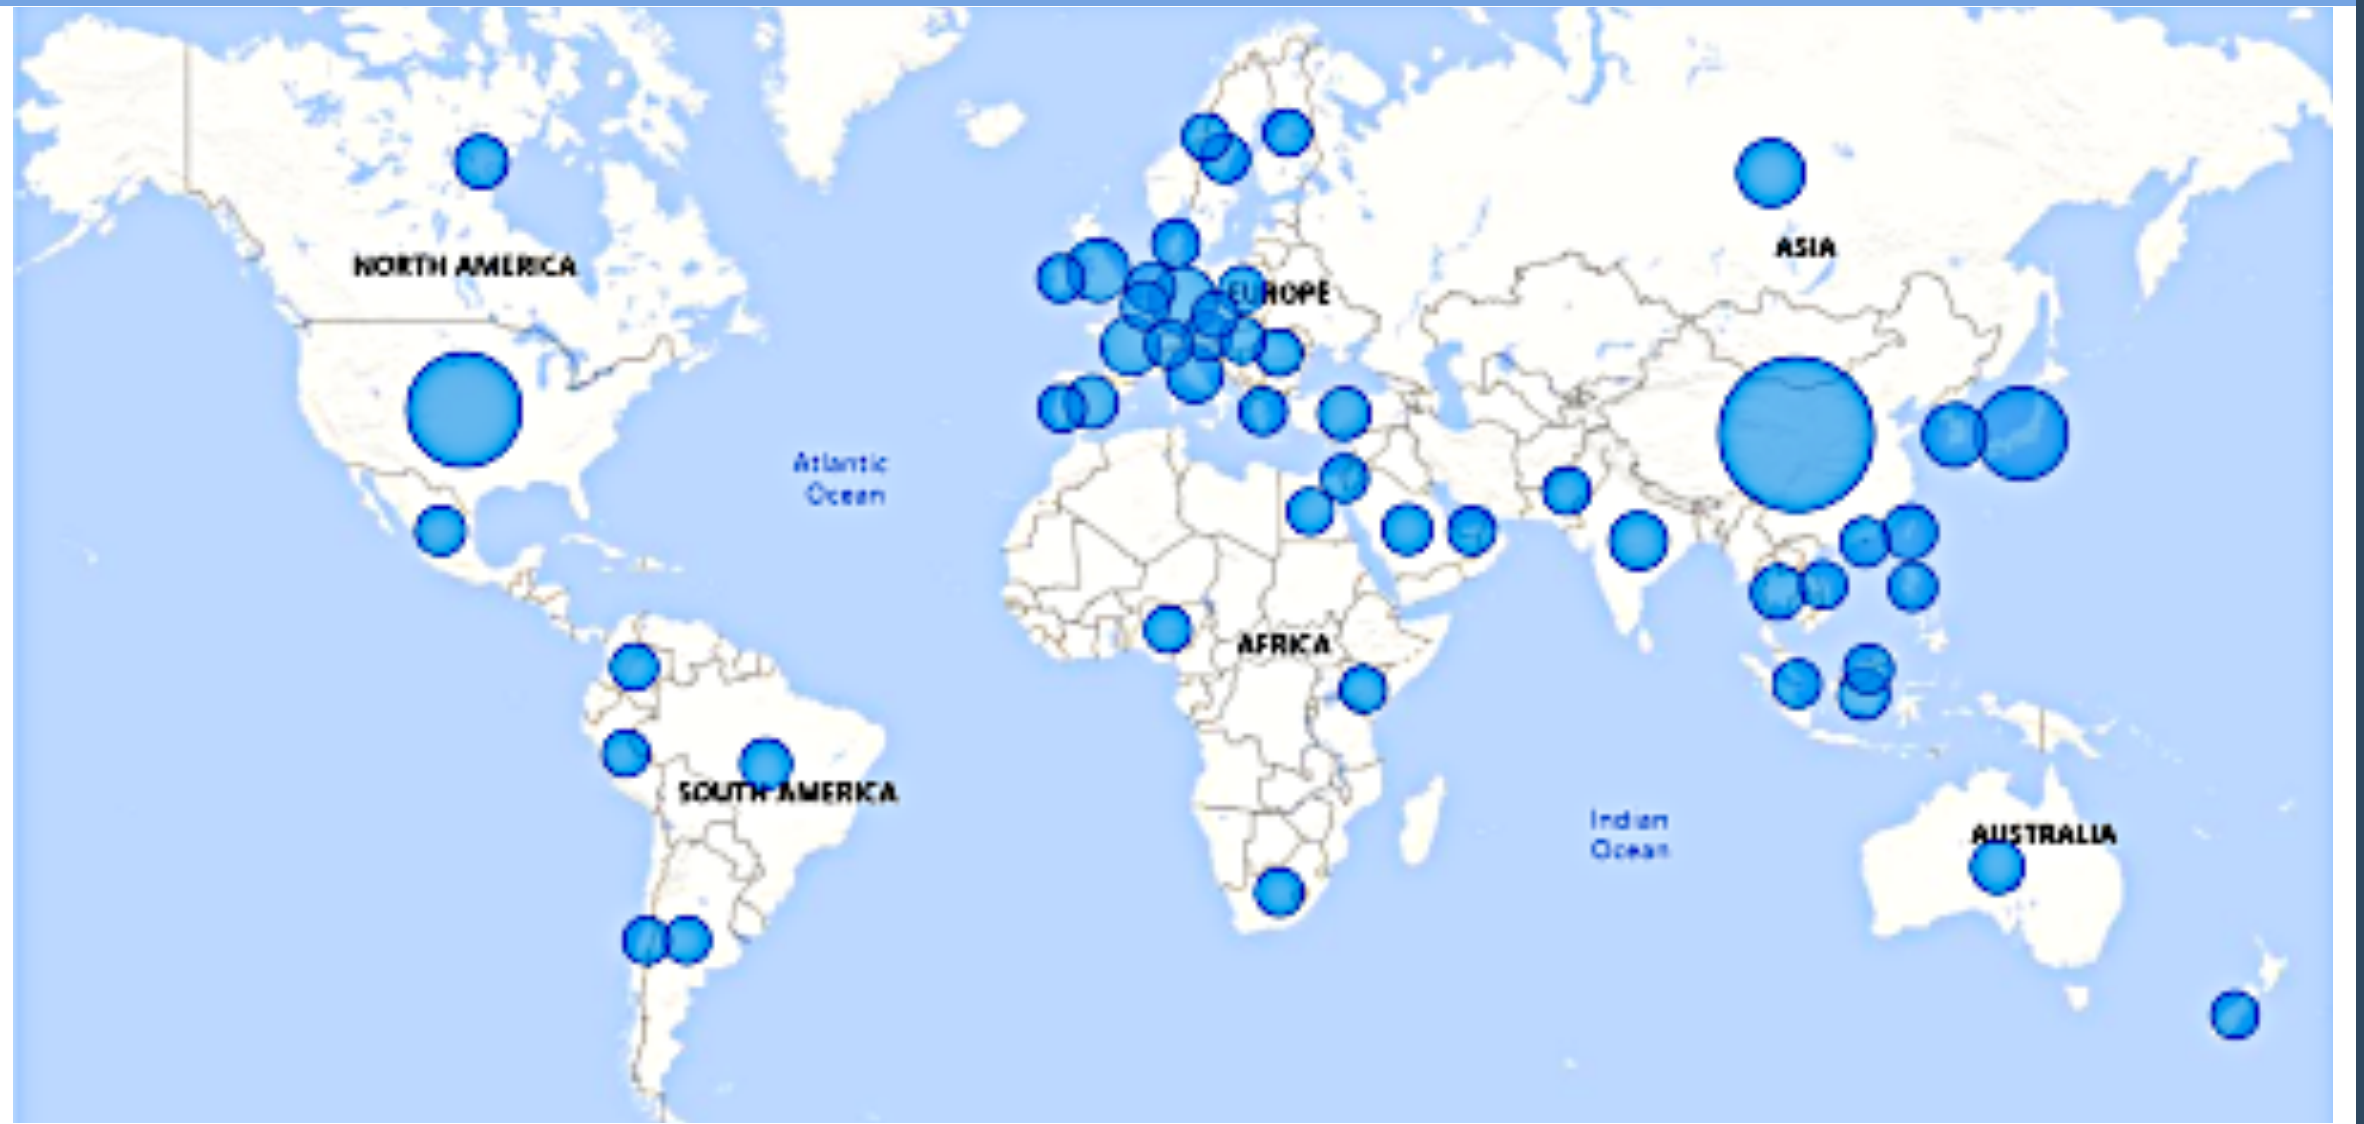 NORTH AMERICA
ASIA
EUROPE
Atlantic
Ocean
AFRICA
SOUTH AMERICA
Indian
Ocean
AUSTRALIA